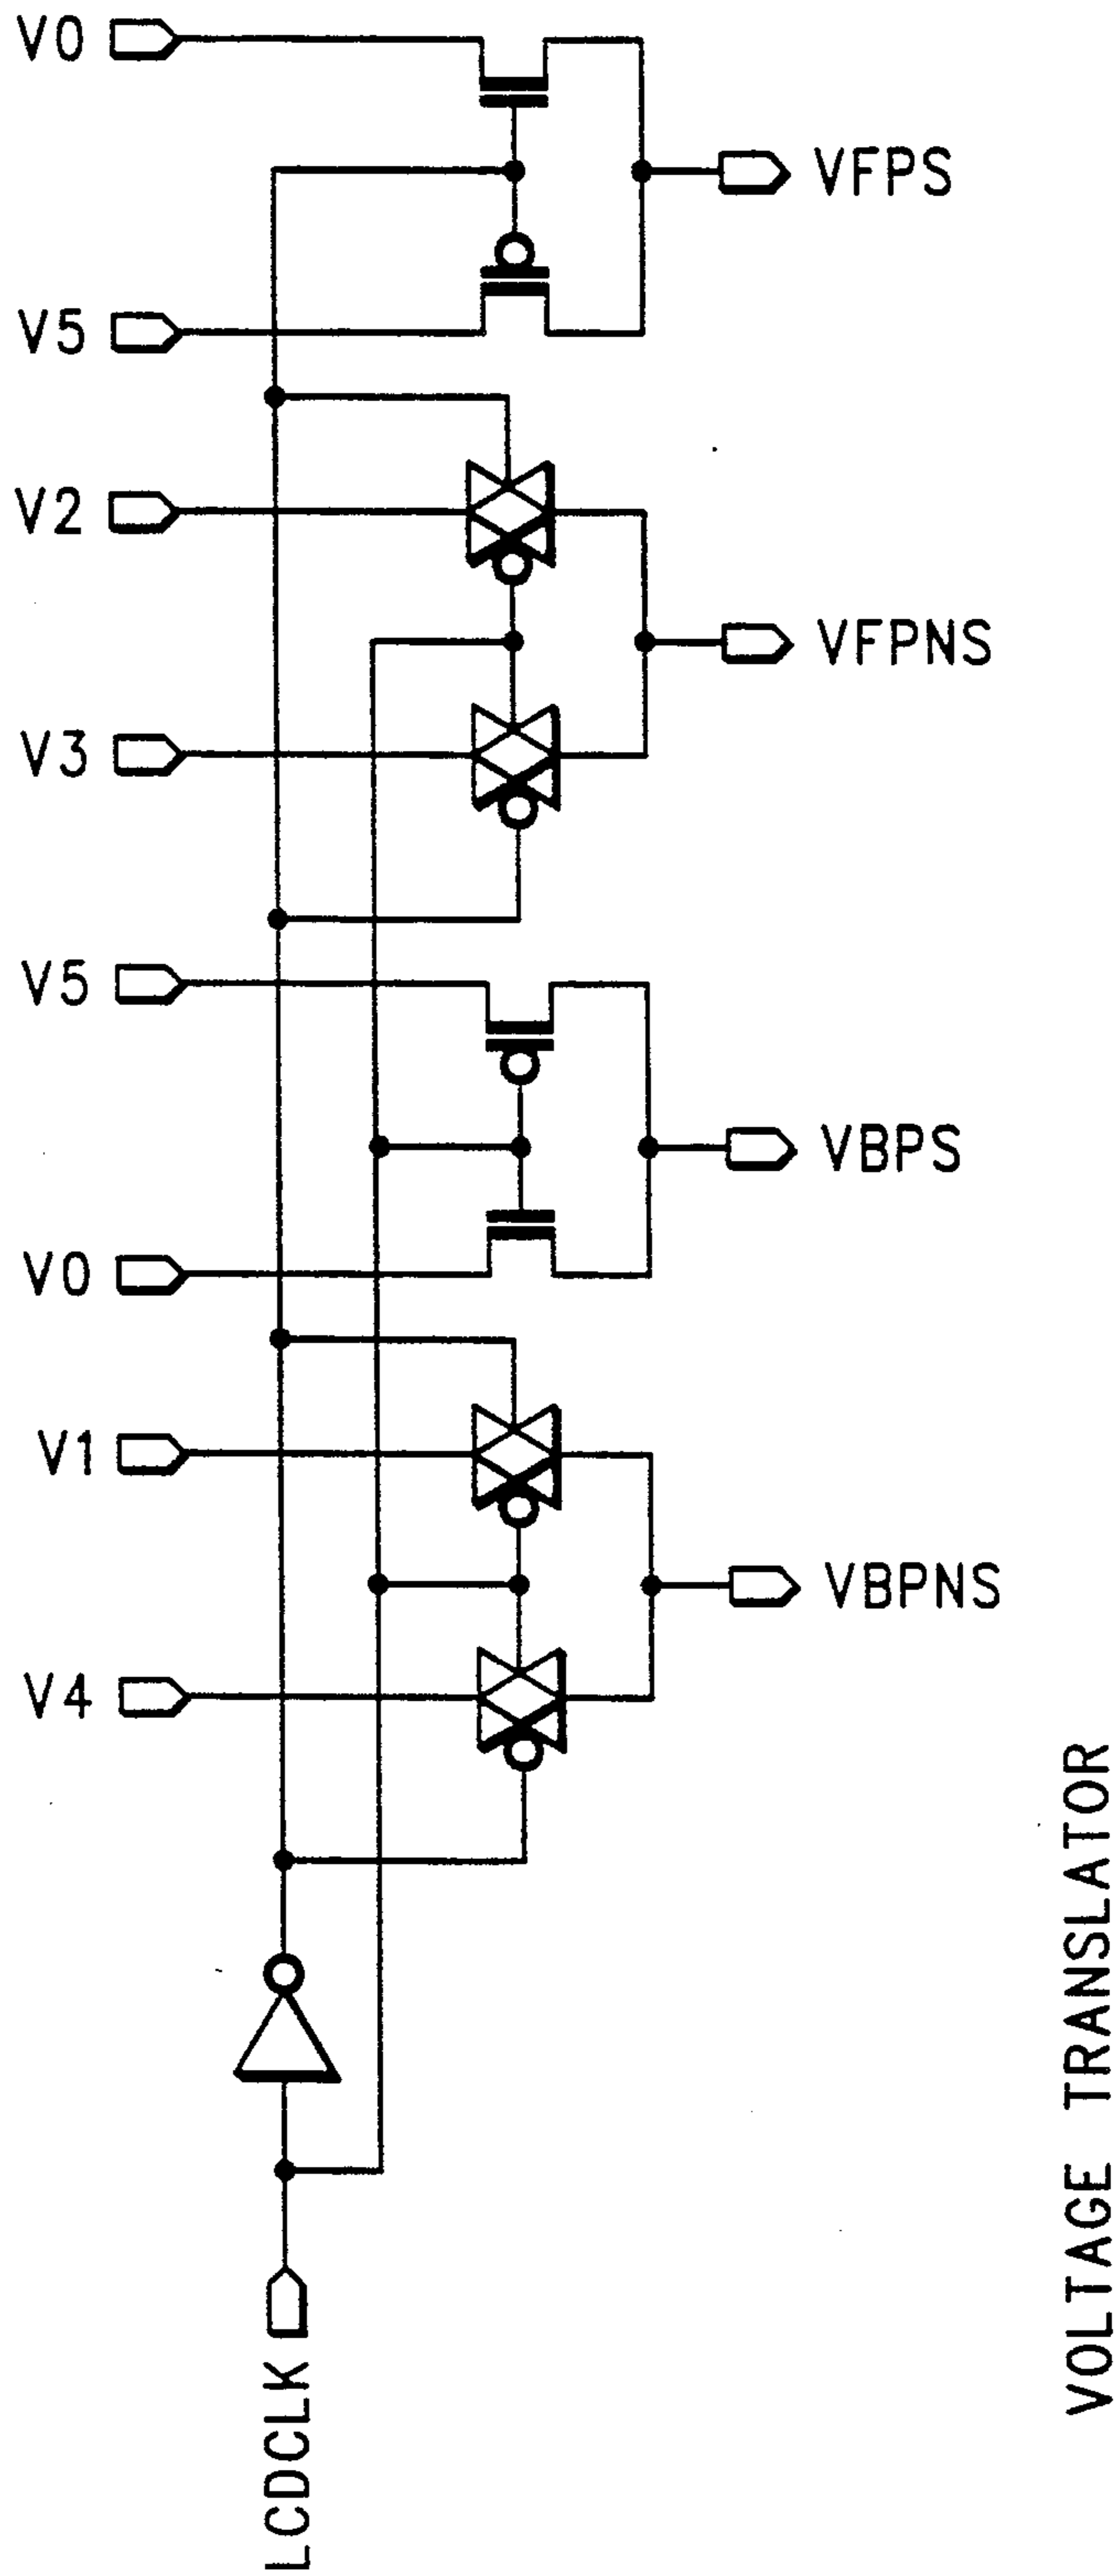 V0
VFPS
V5
V2
VFPNS
V3
V5
VBPS
V0
V1
VBPNS
V4
LCDCLK
VOLTAGE TRANSLATOR